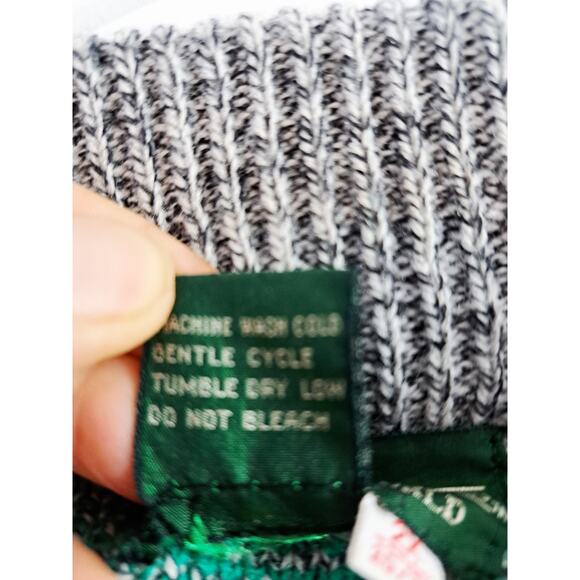 MACHINE WASH COLD
GENTLE CYCLE
TUMBLE DRY LOW
DO NOT BLEACH